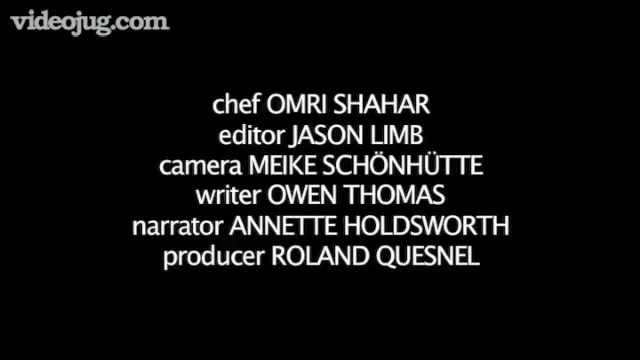 videojug.com
chef OMRI SHAHAR
editor JASON LIMB
camera MEIKE SCHÖNHÜTTE
writer OWEN THOMAS
narrator ANNETTE HOLDSWORTH
producer ROLAND QUESNEL